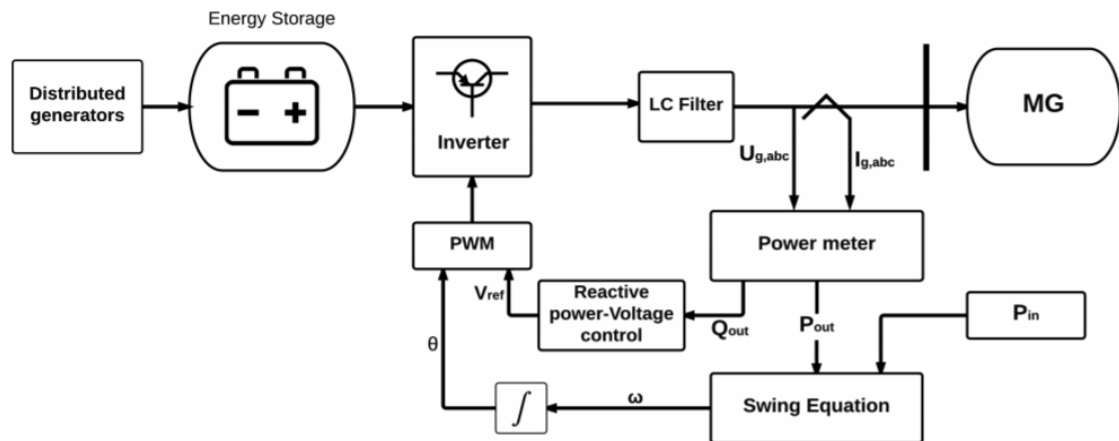 Energy Storage
Distributed
generators
− +
Inverter
LC Filter
MG
Ug,abc
Ig,abc
PWM
Power meter
Vref
Reactive
power-Voltage
control
Qout
Pout
Pin
θ
∫
ω
Swing Equation